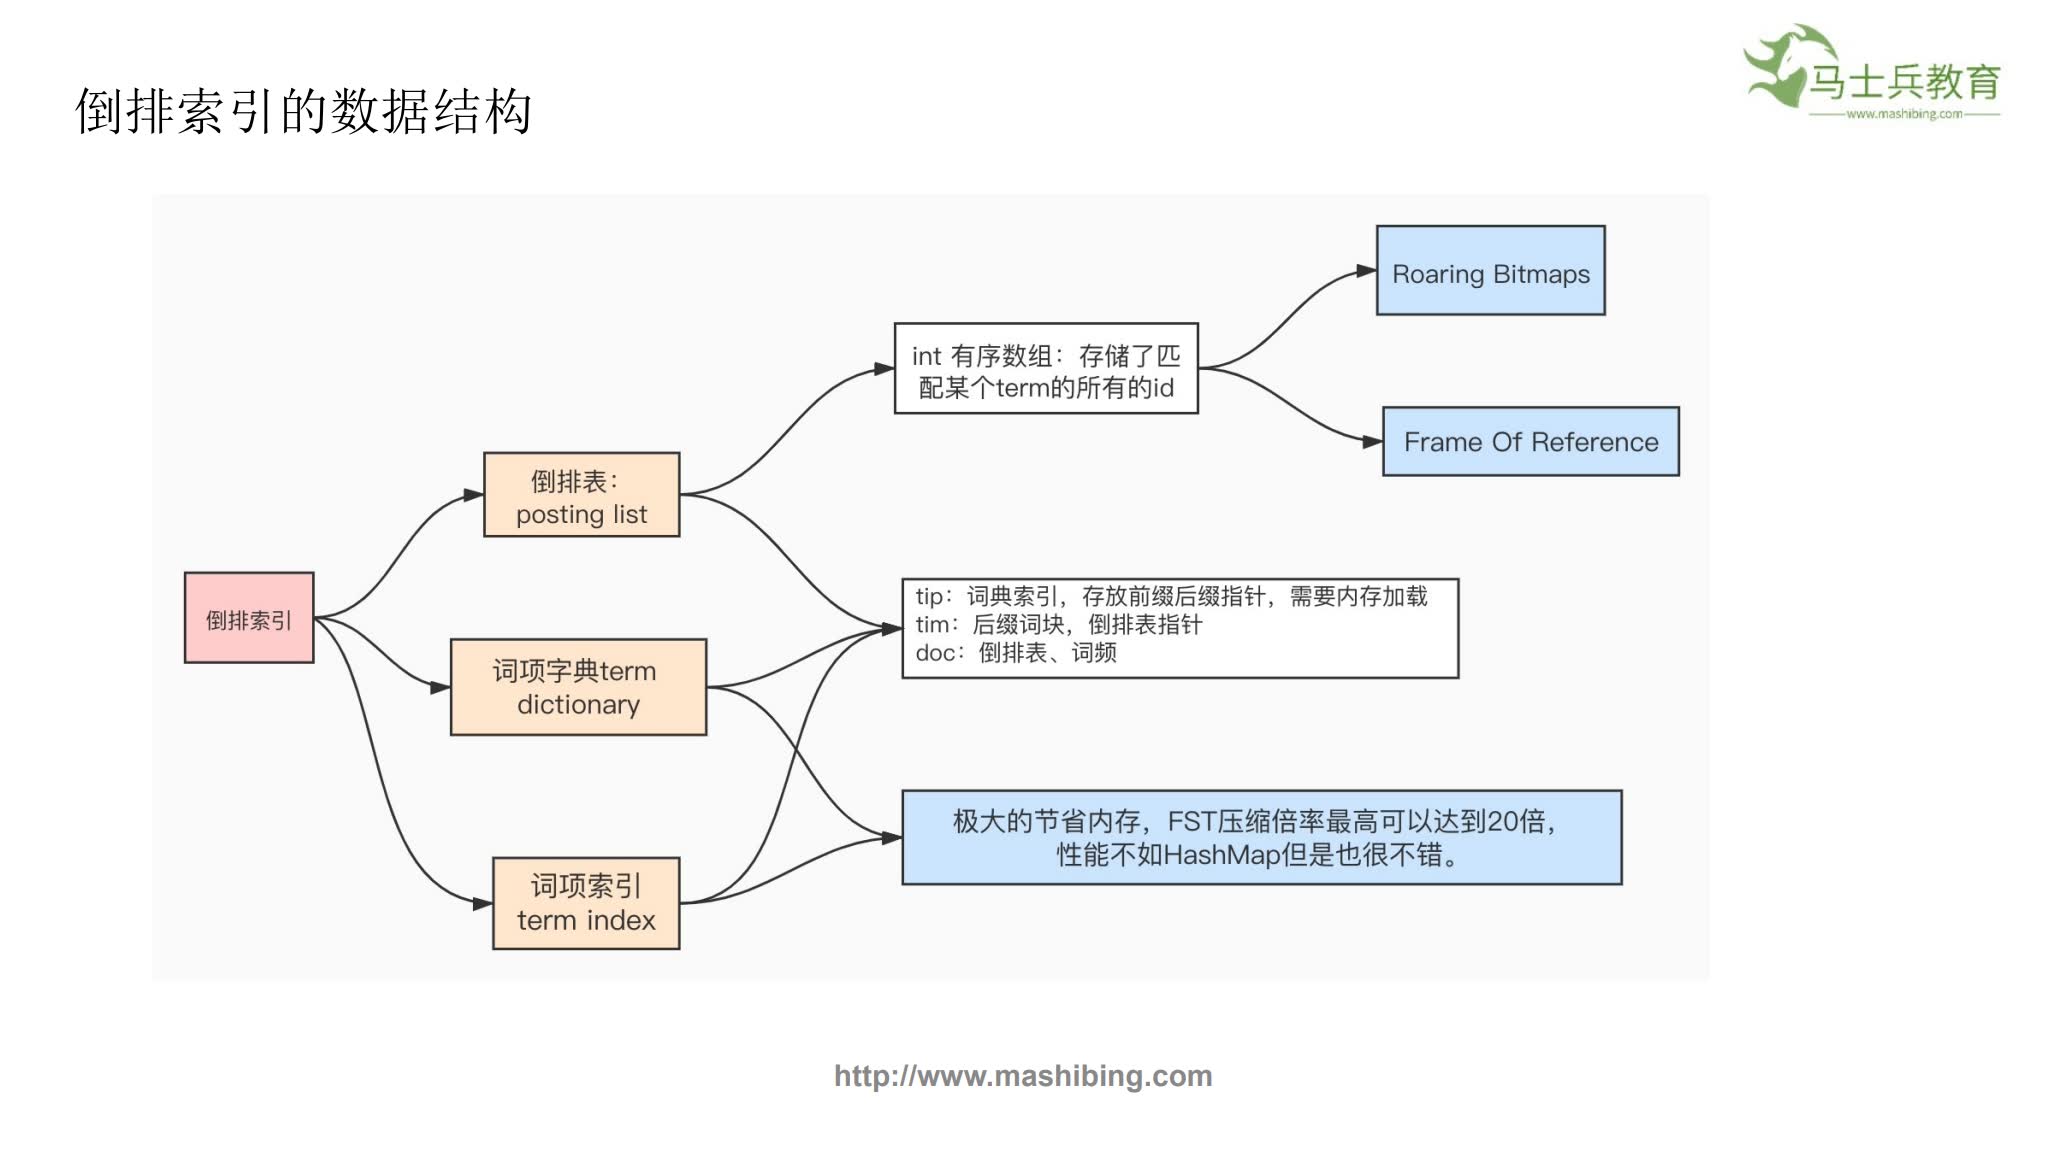 倒排索引的数据结构
马士兵教育
www.mashibing.com
Roaring Bitmaps
int 有序数组：存储了匹
配某个term的所有的id
Frame Of Reference
倒排表：
posting list
倒排索引
tip：词典索引，存放前缀后缀指针，需要内存加载
tim：后缀词块，倒排表指针
doc：倒排表、词频
词项字典term
dictionary
极大的节省内存，FST压缩倍率最高可以达到20倍，
性能不如HashMap但是也很不错。
词项索引
term index
http://www.mashibing.com